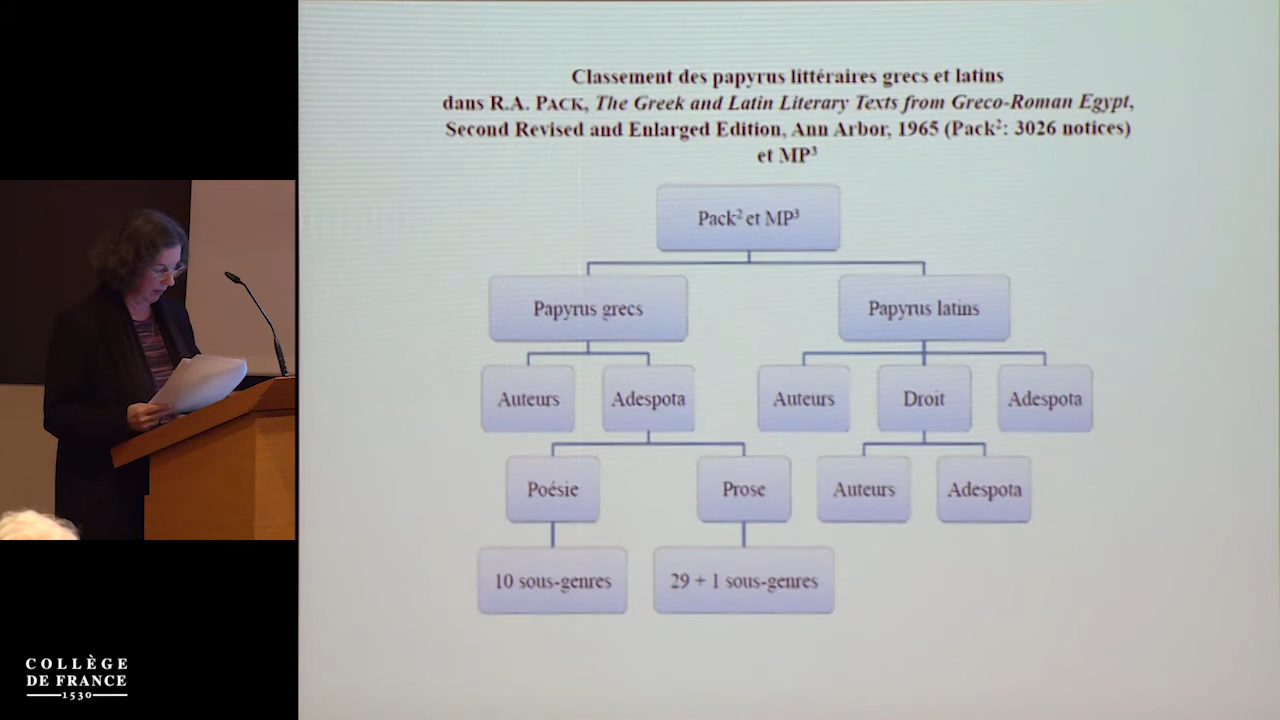 Classement des papyrus littéraires grecs et latins
dans R.A. PACK, The Greek and Latin Literary Texts from Greco-Roman Egypt,
Second Revised and Enlarged Edition, Ann Arbor, 1965 (Pack²: 3026 notices)
et MP³
Pack² et MP³
Papyrus grecs
Papyrus latins
Auteurs
Adespota
Auteurs
Droit
Adespota
Poésie
Prose
Auteurs
Adespota
10 sous-genres
29 + 1 sous-genres
COLLÈGE
DE FRANCE
1530